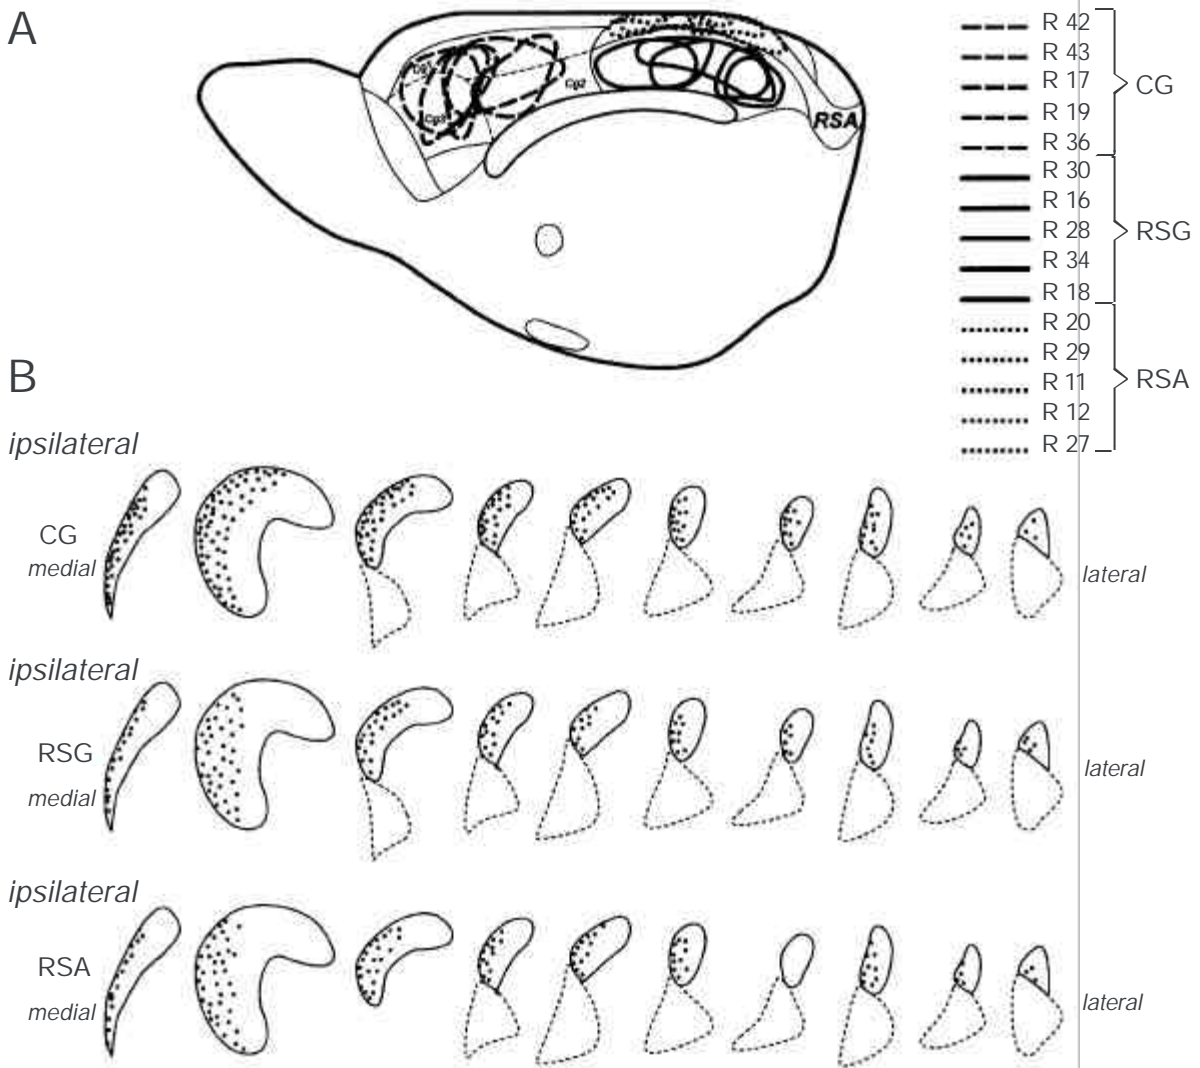 A
R 42
R 43
R 17
CG
R 19
R 36
R 30
R 16
R 28
RSG
R 34
R 18
R 20
R 29
R 11
RSA
R 12
R 27
Cg2
Cg3
RSA
B
ipsilateral
CG
medial
lateral
ipsilateral
RSG
medial
lateral
ipsilateral
RSA
medial
lateral